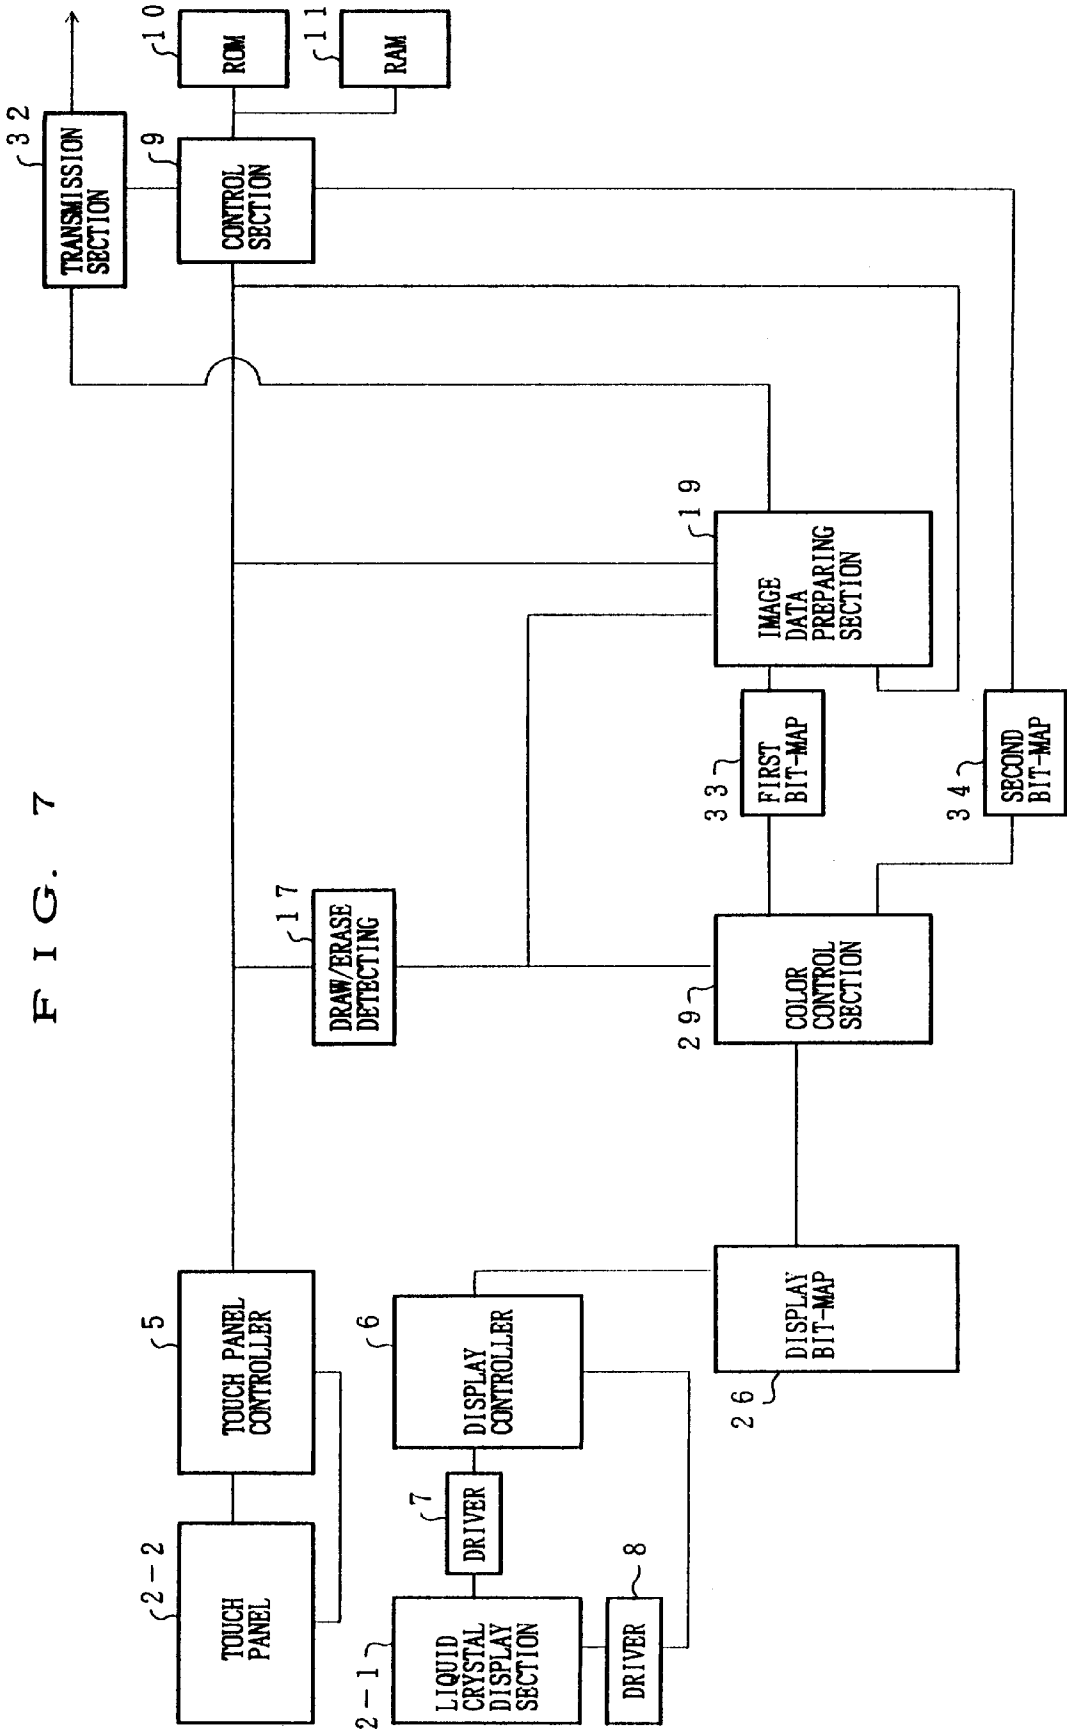 F I G. 7
2-2
TOUCH
PANEL
5
TOUCH PANEL
CONTROLLER
2-1
LIQUID
CRYSTAL
DISPLAY
SECTION
7
DRIVER
8
DRIVER
6
DISPLAY
CONTROLLER
26
DISPLAY
BIT-MAP
17
DRAW/ERASE
DETECTING
29
COLOR
CONTROL
SECTION
33
FIRST
BIT-MAP
34
SECOND
BIT-MAP
19
IMAGE
DATA
PREPARING
SECTION
32
TRANSMISSION
SECTION
9
CONTROL
SECTION
10
ROM
11
RAM